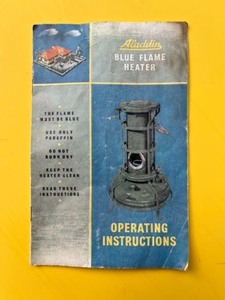 Aladdin
BLUE FLAME
HEATER
THE FLAME
MUST BE BLUE
USE ONLY
PARAFFIN
DO NOT
BURN DRY
KEEP THE
HEATER CLEAN
READ THESE
INSTRUCTIONS
OPERATING
INSTRUCTIONS